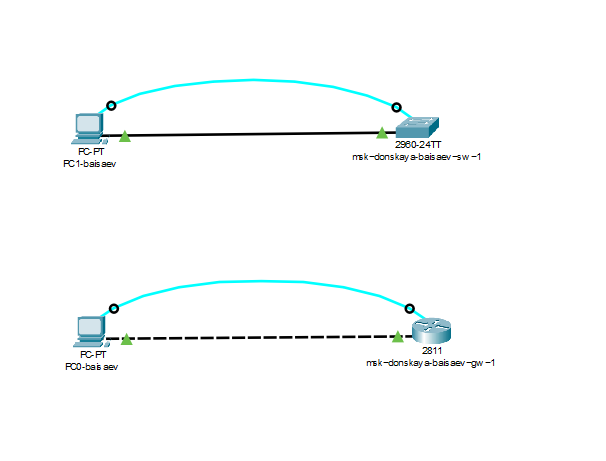 PC-PT
PC1-baisaev
2960-24TT
msk-donskaya-baisaev-sw-1
PC-PT
PC0-baisaev
2811
msk-donskaya-baisaev-gw-1